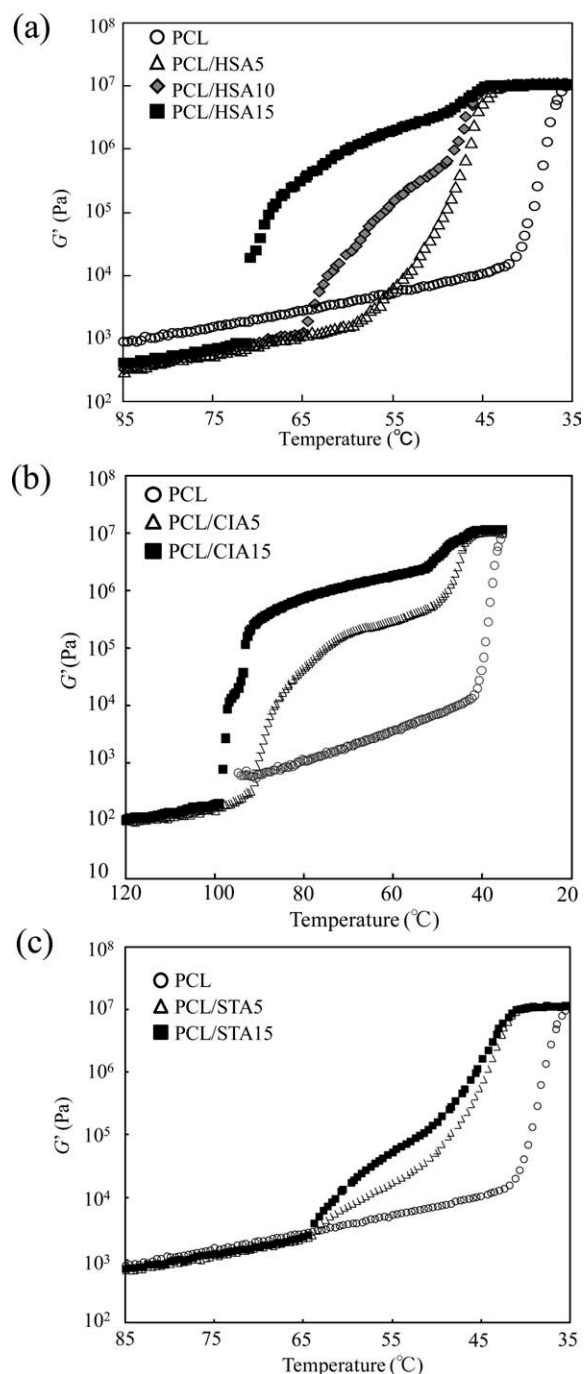 (a)
10⁸
10⁷
10⁶
10⁵
10⁴
10³
10²
G' (Pa)
PCL
PCL/HSA5
PCL/HSA10
PCL/HSA15
85 75 65 55 45 35
Temperature (℃)
(b)
10⁸
10⁷
10⁶
10⁵
10⁴
10³
10²
10
G' (Pa)
PCL
PCL/CIA5
PCL/CIA15
120 100 80 60 40 20
Temperature (℃)
(c)
10⁸
10⁷
10⁶
10⁵
10⁴
10³
10²
G' (Pa)
PCL
PCL/STA5
PCL/STA15
85 75 65 55 45 35
Temperature (℃)